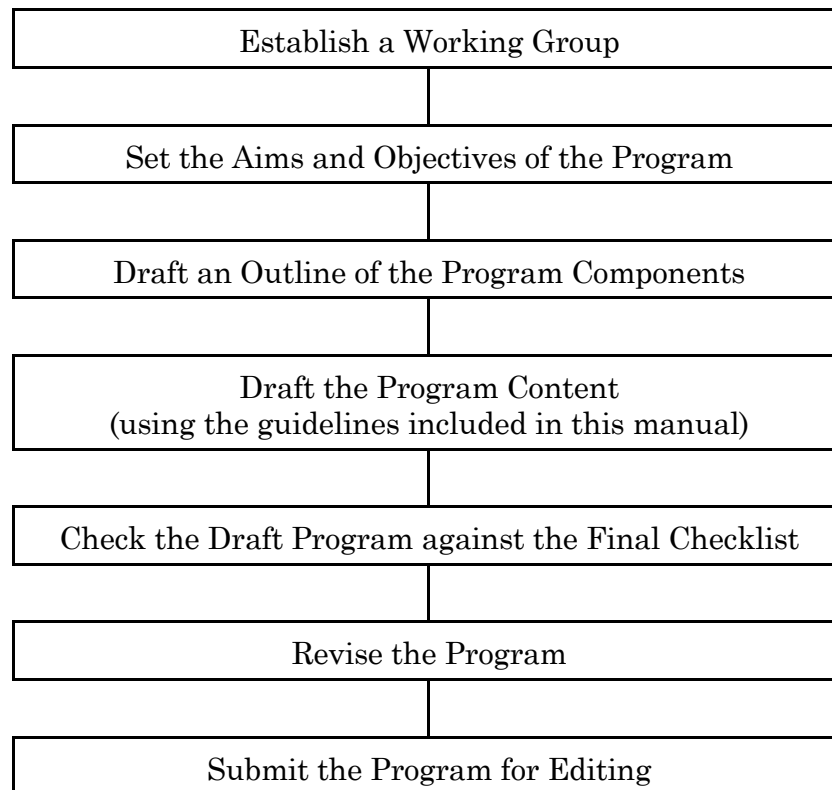 Establish a Working Group
Set the Aims and Objectives of the Program
Draft an Outline of the Program Components
Draft the Program Content
(using the guidelines included in this manual)
Check the Draft Program against the Final Checklist
Revise the Program
Submit the Program for Editing